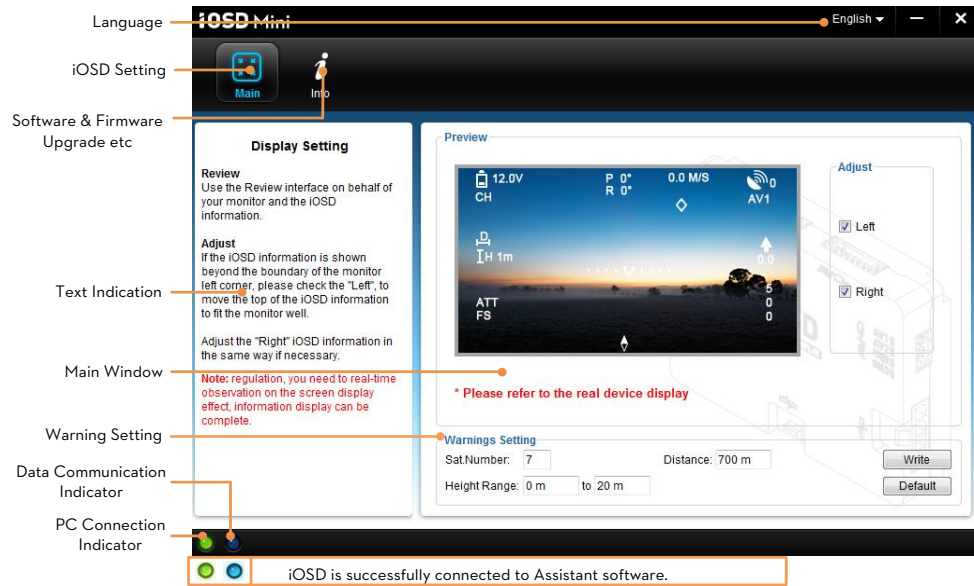 Language
iOSD Setting
Software & Firmware
Upgrade etc
Text Indication
Main Window
Warning Setting
Data Communication
Indicator
PC Connection
Indicator
iOSD Mini
English
Main
Info
Display Setting
Review
Use the Review interface on behalf of
your monitor and the iOSD
information.
Adjust
If the iOSD information is shown
beyond the boundary of the monitor
left corner, please check the "Left", to
move the top of the iOSD information
to fit the monitor well.
Adjust the "Right" iOSD information in
the same way if necessary.
Note: regulation, you need to real-time
observation on the screen display
effect, information display can be
complete.
Preview
12.0V
P 0°
0.0 M/S
0
CH
R 0°
AV1
D
H 1m
0.0
ATT
FS
5
0
0
Adjust
Left
Right
* Please refer to the real device display
Warnings Setting
Sat.Number: 7
Distance: 700 m
Write
Height Range: 0 m to 20 m
Default
iOSD is successfully connected to Assistant software.